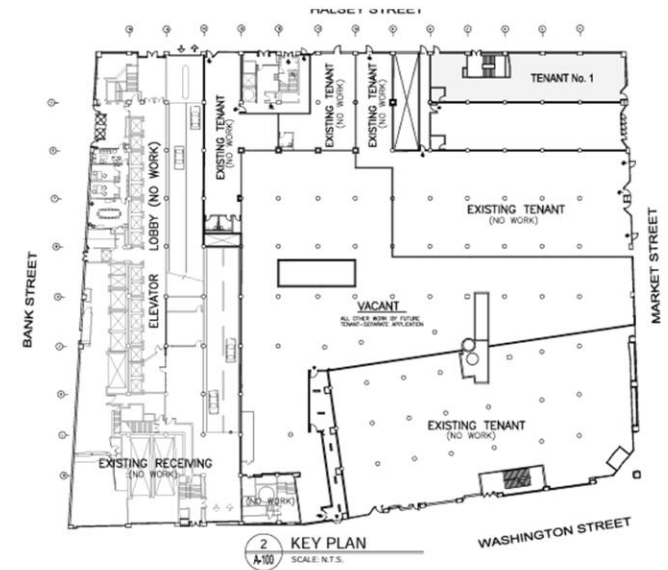 HALSEY STREET
TENANT No. 1
EXISTING TENANT
(NO WORK)
EXISTING TENANT
(NO WORK)
EXISTING TENANT
(NO WORK)
ELEVATOR LOBBY (NO WORK)
EXISTING TENANT
(NO WORK)
BANK STREET
MARKET STREET
VACANT
ALL OTHER WORK BY FUTURE
TENANT-SEPARATE APPLICATION
EXISTING TENANT
(NO WORK)
EXISTING RECEIVING
(NO WORK)
(NO WORK)
WASHINGTON STREET
2
A-100
KEY PLAN
SCALE: N.T.S.